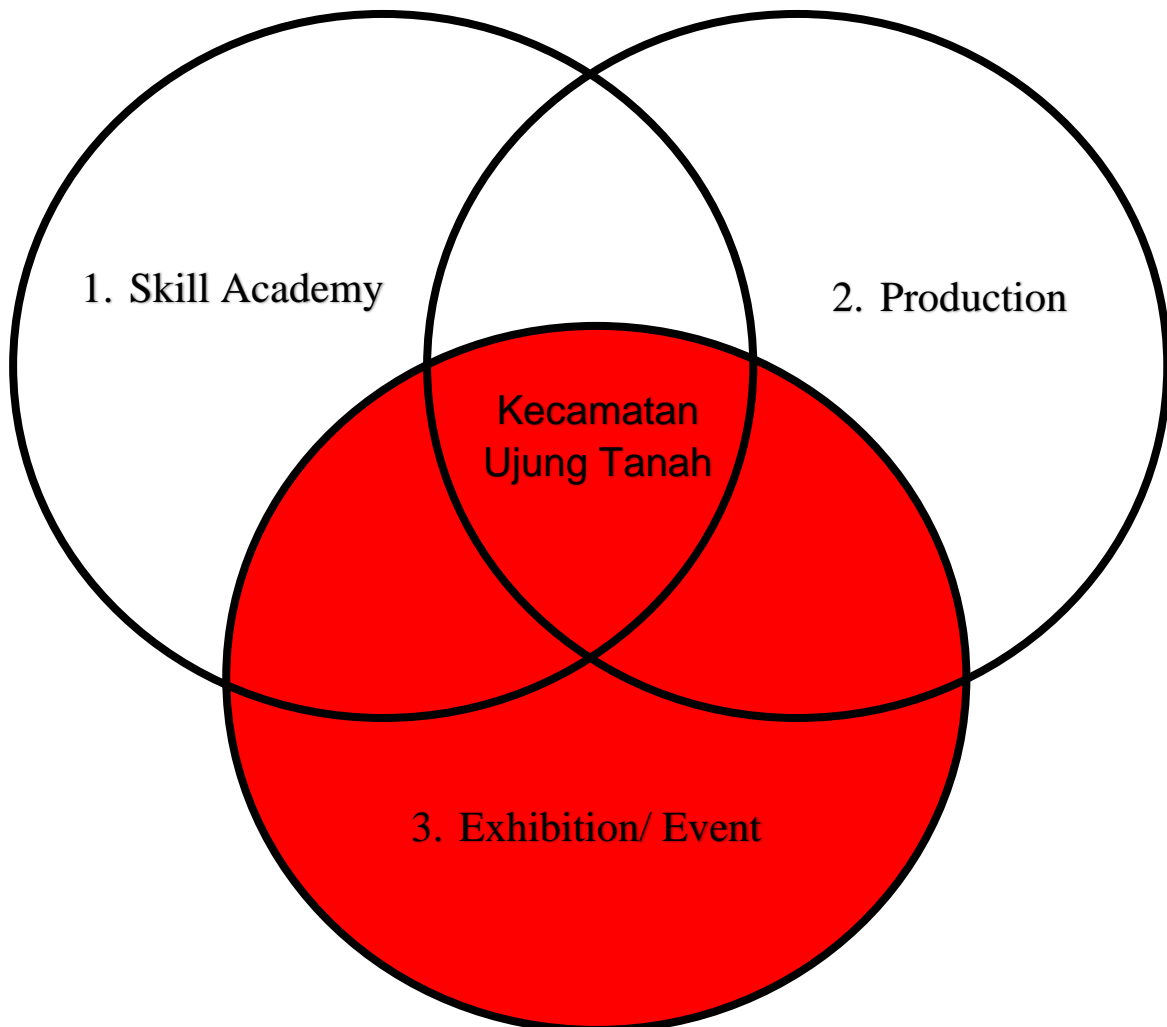 1. Skill Academy
2. Production
Kecamatan
Ujung Tanah
3. Exhibition/ Event